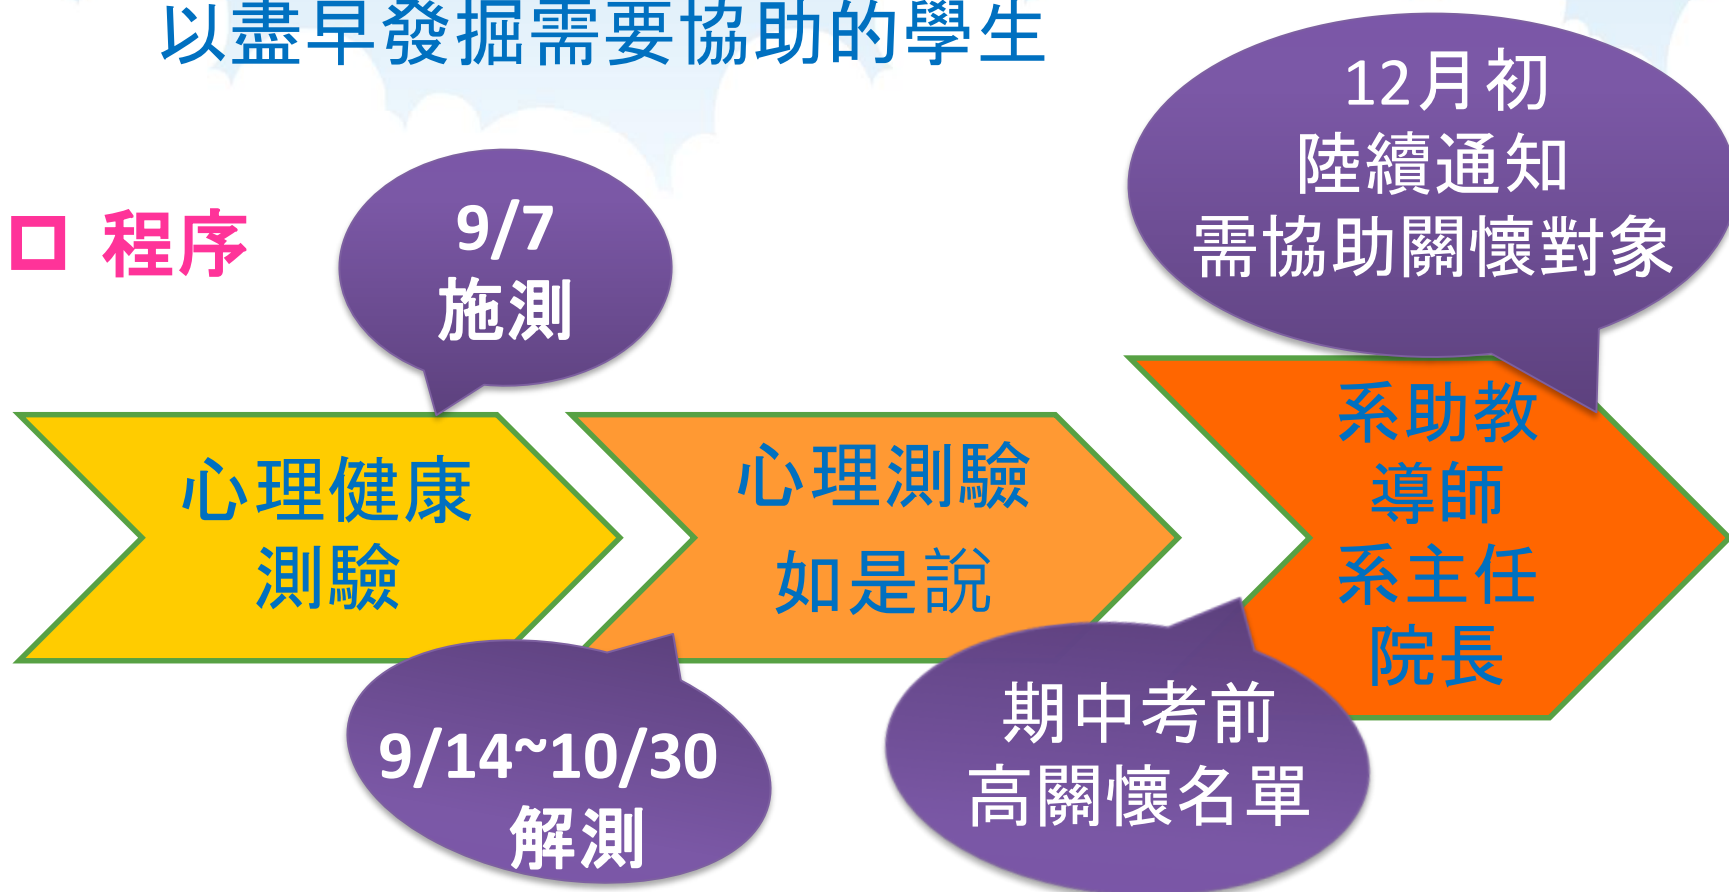 以盡早發掘需要協助的學生
程序
9/7
施測
12月初
陸續通知
需協助關懷對象
心理健康
測驗
心理測驗
如是說
系助教
導師
系主任
院長
9/14~10/30
解測
期中考前
高關懷名單